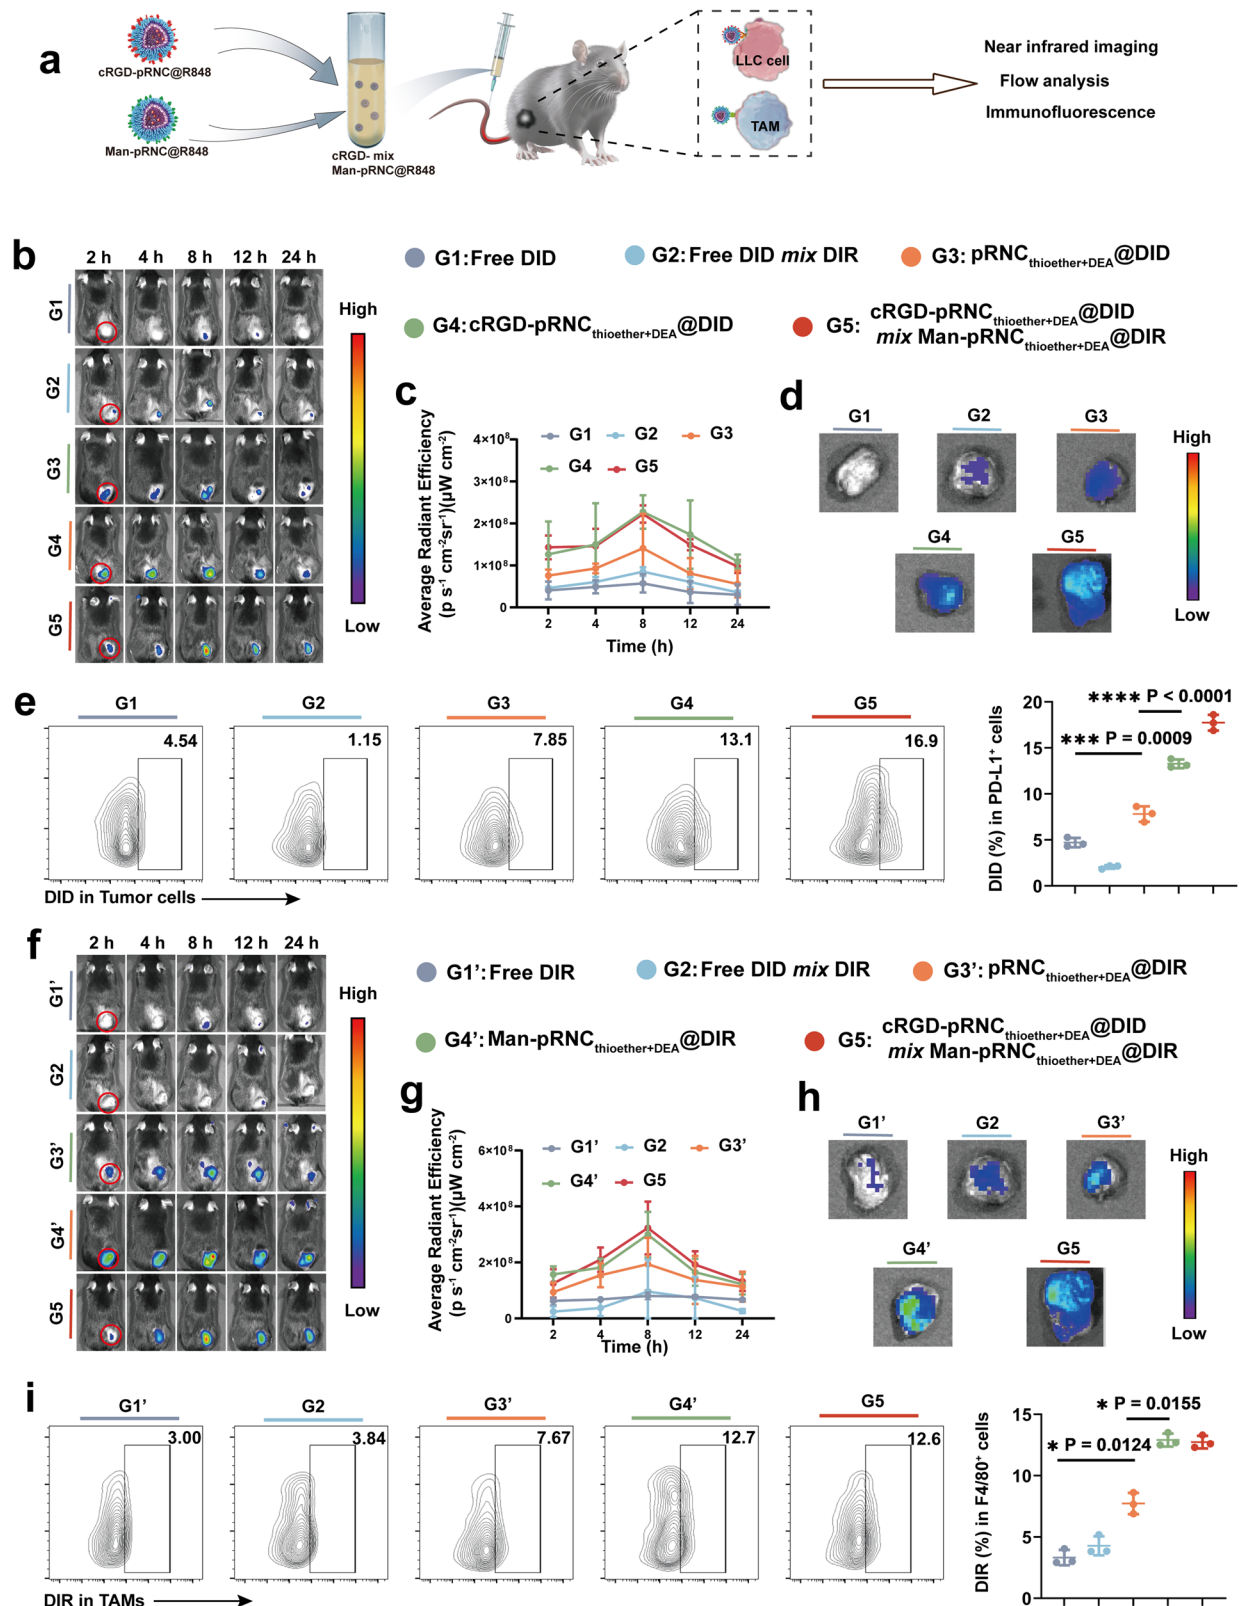 a
cRGD-pRNC@R848
Man-pRNC@R848
cRGD- mix
Man-pRNC@R848
LLC cell
TAM
Near infrared imaging
Flow analysis
Immunofluorescence
b
2 h 4 h 8 h 12 h 24 h
G1
G2
G3
G4
G5
High
Low
G1:Free DID
G2: Free DID mix DIR
G3: pRNCthioether+DEA@DID
G4:cRGD-pRNCthioether+DEA@DID
G5: cRGD-pRNCthioether+DEA@DID
mix Man-pRNCthioether+DEA@DIR
c
Average Radiant Efficiency
(p s⁻¹ cm⁻²sr⁻¹)(µW cm⁻²)
4×10⁸
3×10⁸
2×10⁸
1×10⁸
0
G1 G2 G3
G4 G5
2 4 8 12 24
Time (h)
d
G1 G2 G3
G4 G5
High
Low
e
G1 G2 G3 G4 G5
4.54 1.15 7.85 13.1 16.9
DID in Tumor cells
DID (%) in PD-L1⁺ cells
20
15
10
5
0
**** P < 0.0001
*** P = 0.0009
f
2 h 4 h 8 h 12 h 24 h
G1’
G2
G3’
G4’
G5
High
Low
G1’: Free DIR
G2: Free DID mix DIR
G3’: pRNCthioether+DEA@DIR
G4’: Man-pRNCthioether+DEA@DIR
G5: cRGD-pRNCthioether+DEA@DID
mix Man-pRNCthioether+DEA@DIR
g
Average Radiant Efficiency
(p s⁻¹ cm⁻²sr⁻¹)(µW cm⁻²)
6×10⁸
4×10⁸
2×10⁸
0
G1’ G2 G3’
G4’ G5
2 4 8 12 24
Time (h)
h
G1’ G2 G3’
G4’ G5
High
Low
i
G1’ G2 G3’ G4’ G5
3.00 3.84 7.67 12.7 12.6
DIR in TAMs
DIR (%) in F4/80⁺ cells
15
10
5
0
* P = 0.0155
* P = 0.0124